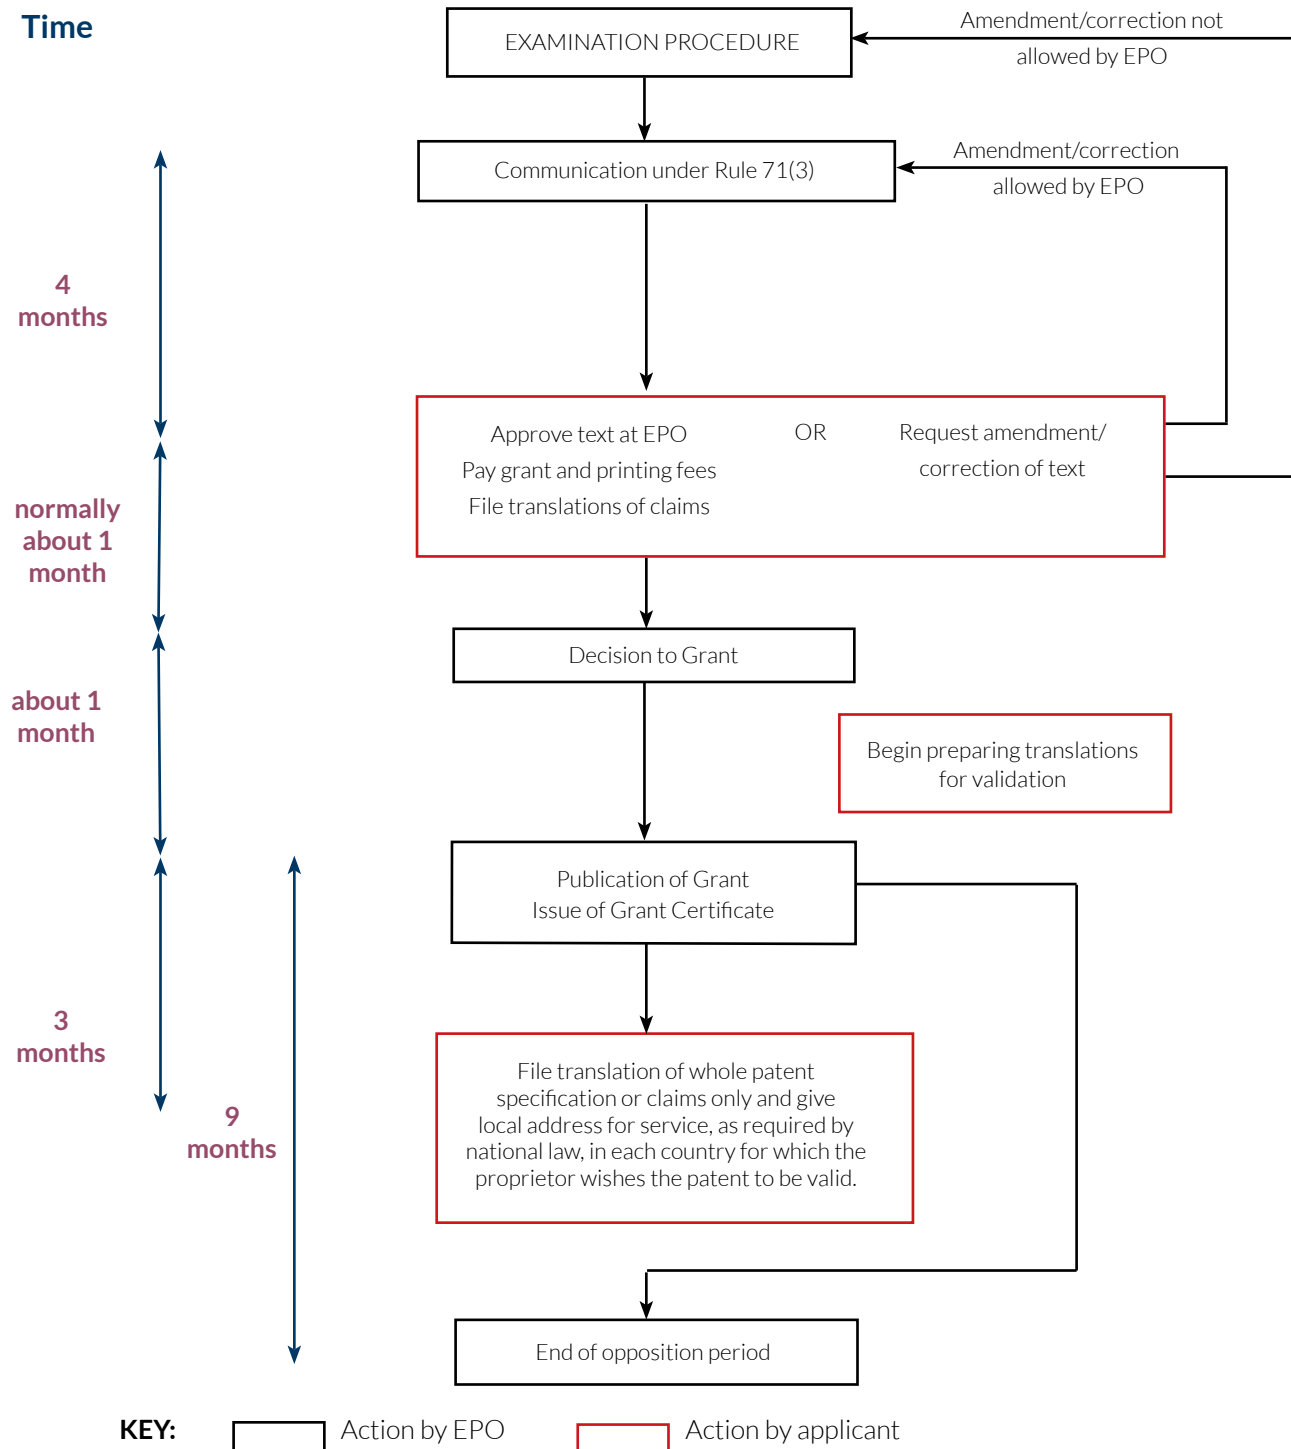 Time
EXAMINATION PROCEDURE
Amendment/correction not
allowed by EPO
Communication under Rule 71(3)
Amendment/correction
allowed by EPO
4
months
Approve text at EPO
Pay grant and printing fees
File translations of claims
OR
Request amendment/
correction of text
normally
about 1
month
Decision to Grant
about 1
month
Begin preparing translations
for validation
Publication of Grant
Issue of Grant Certificate
3
months
File translation of whole patent
specification or claims only and give
local address for service, as required by
national law, in each country for which the
proprietor wishes the patent to be valid.
9
months
End of opposition period
KEY:
Action by EPO
Action by applicant